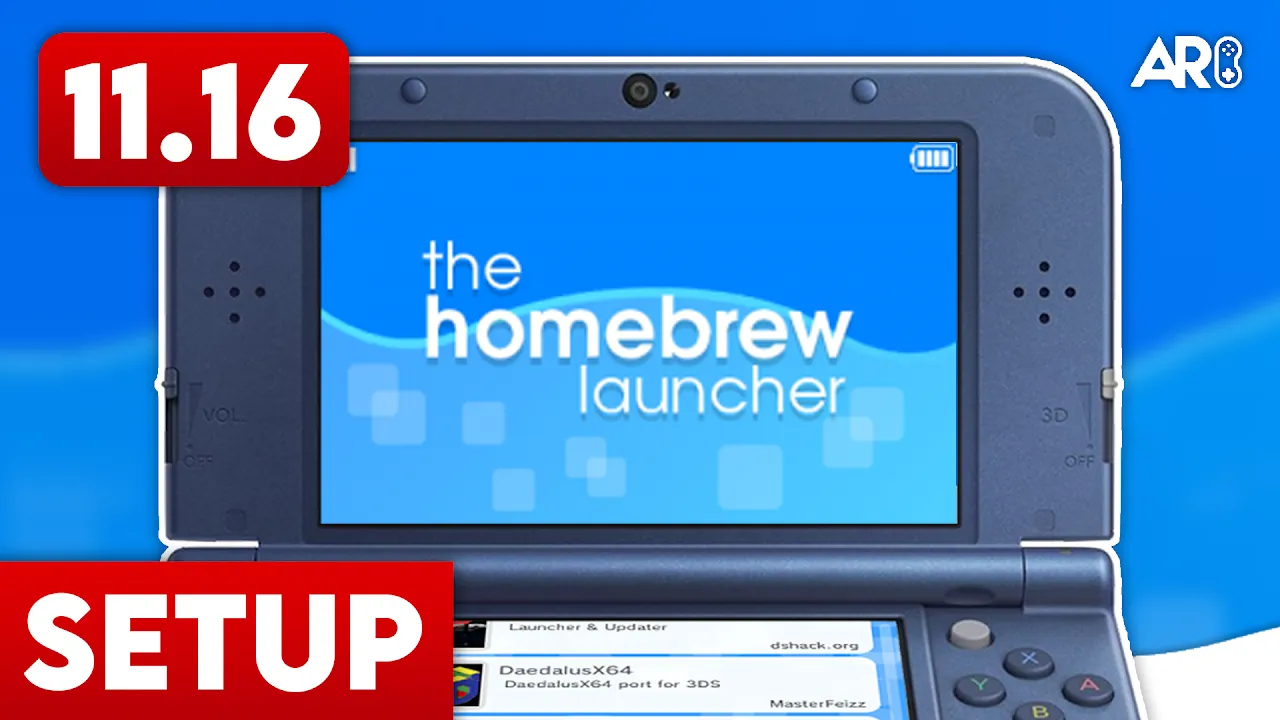 11.16
AR
the
homebrew
launcher
VOL.
OFF
3D
OFF
SETUP
Launcher & Updater
dshack.org
DaedalusX64
DaedalusX64 port for 3DS
MasterFeizz
X
Y
A
B